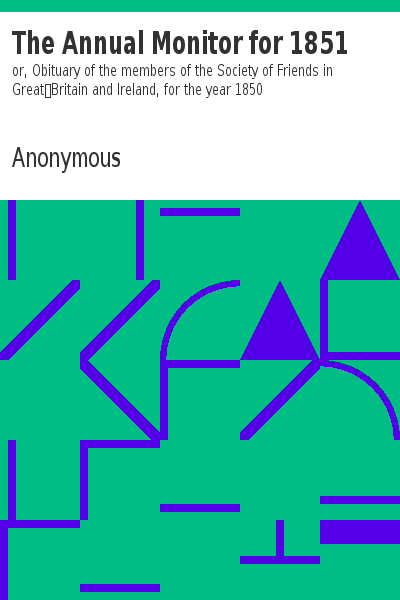 The Annual Monitor for 1851
or, Obituary of the members of the Society of Friends in
Great▯Britain and Ireland, for the year 1850
Anonymous